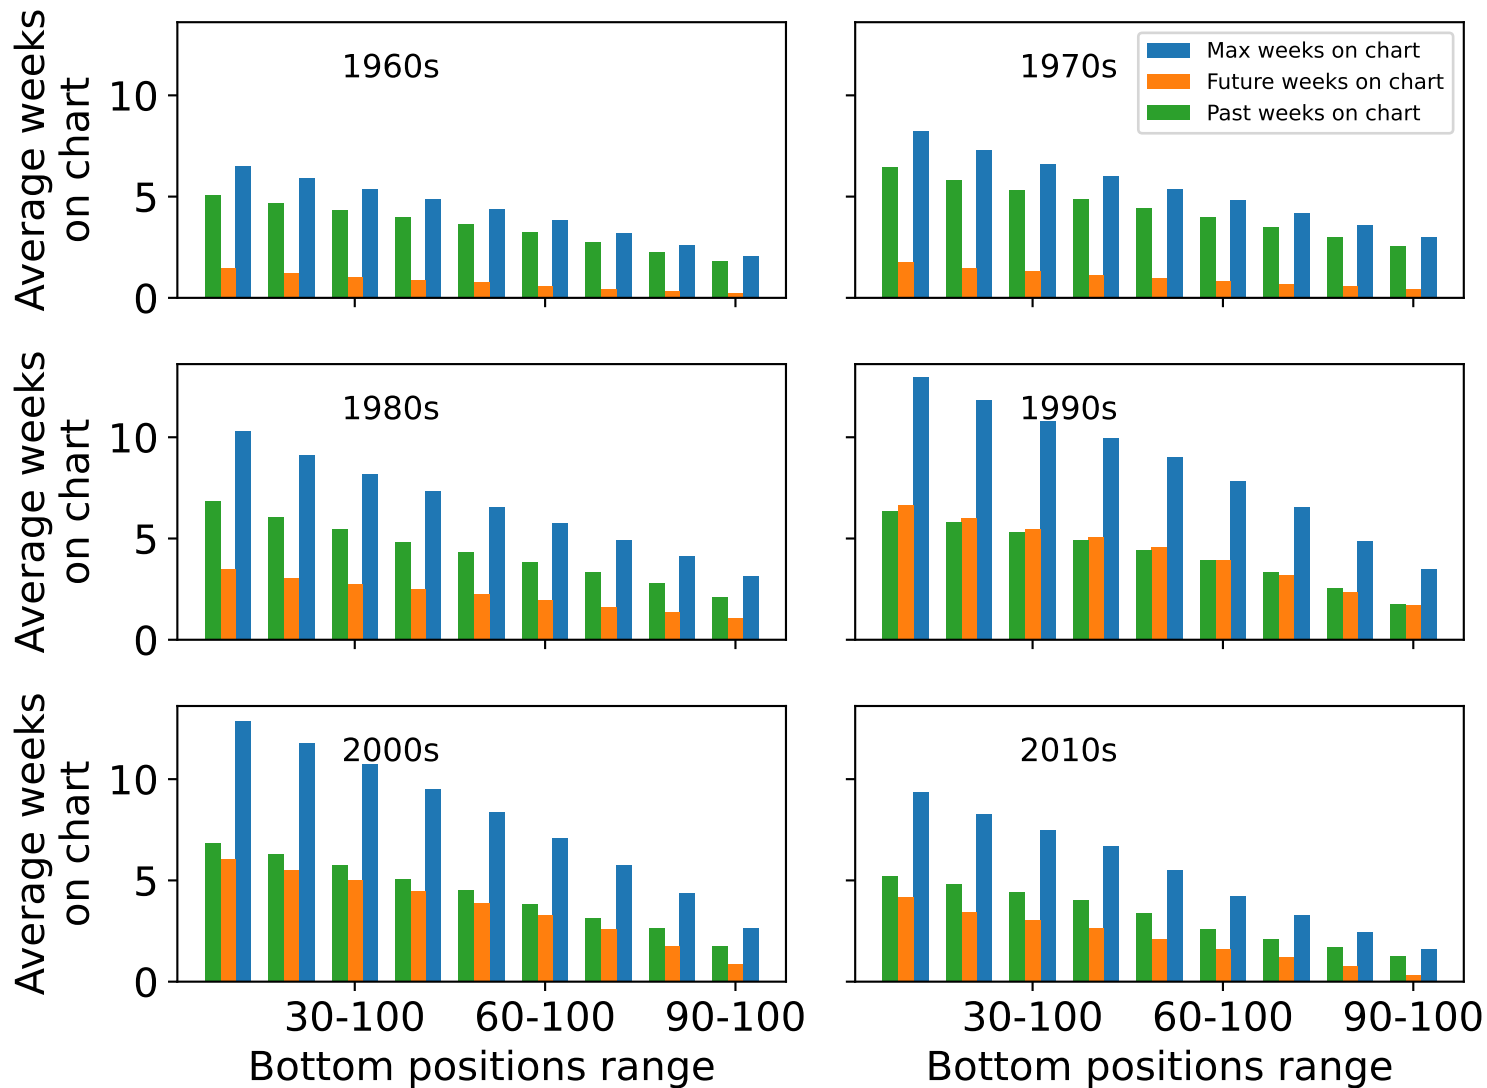 Average weeks
on chart
10
5
0
1960s
1970s
Max weeks on chart
Future weeks on chart
Past weeks on chart
Average weeks
on chart
10
5
0
1980s
1990s
Average weeks
on chart
10
5
0
2000s
2010s
30-100 60-100 90-100
30-100 60-100 90-100
Bottom positions range
Bottom positions range